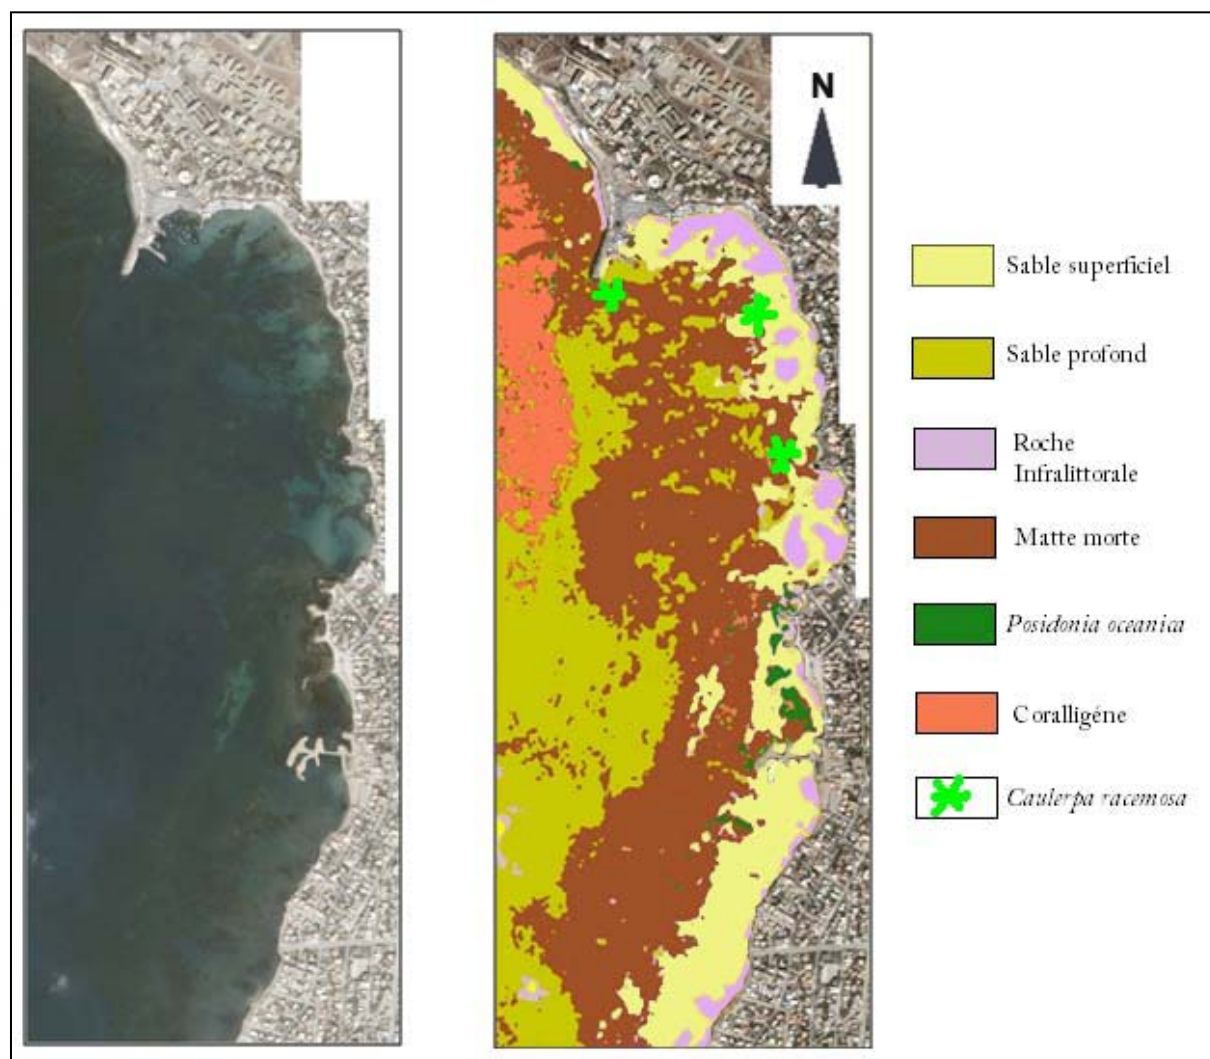 N
Sable superficiel
Sable profond
Roche
Infralittorale
Matte morte
Posidonia oceanica
Coralligéne
Caulerpa racemosa